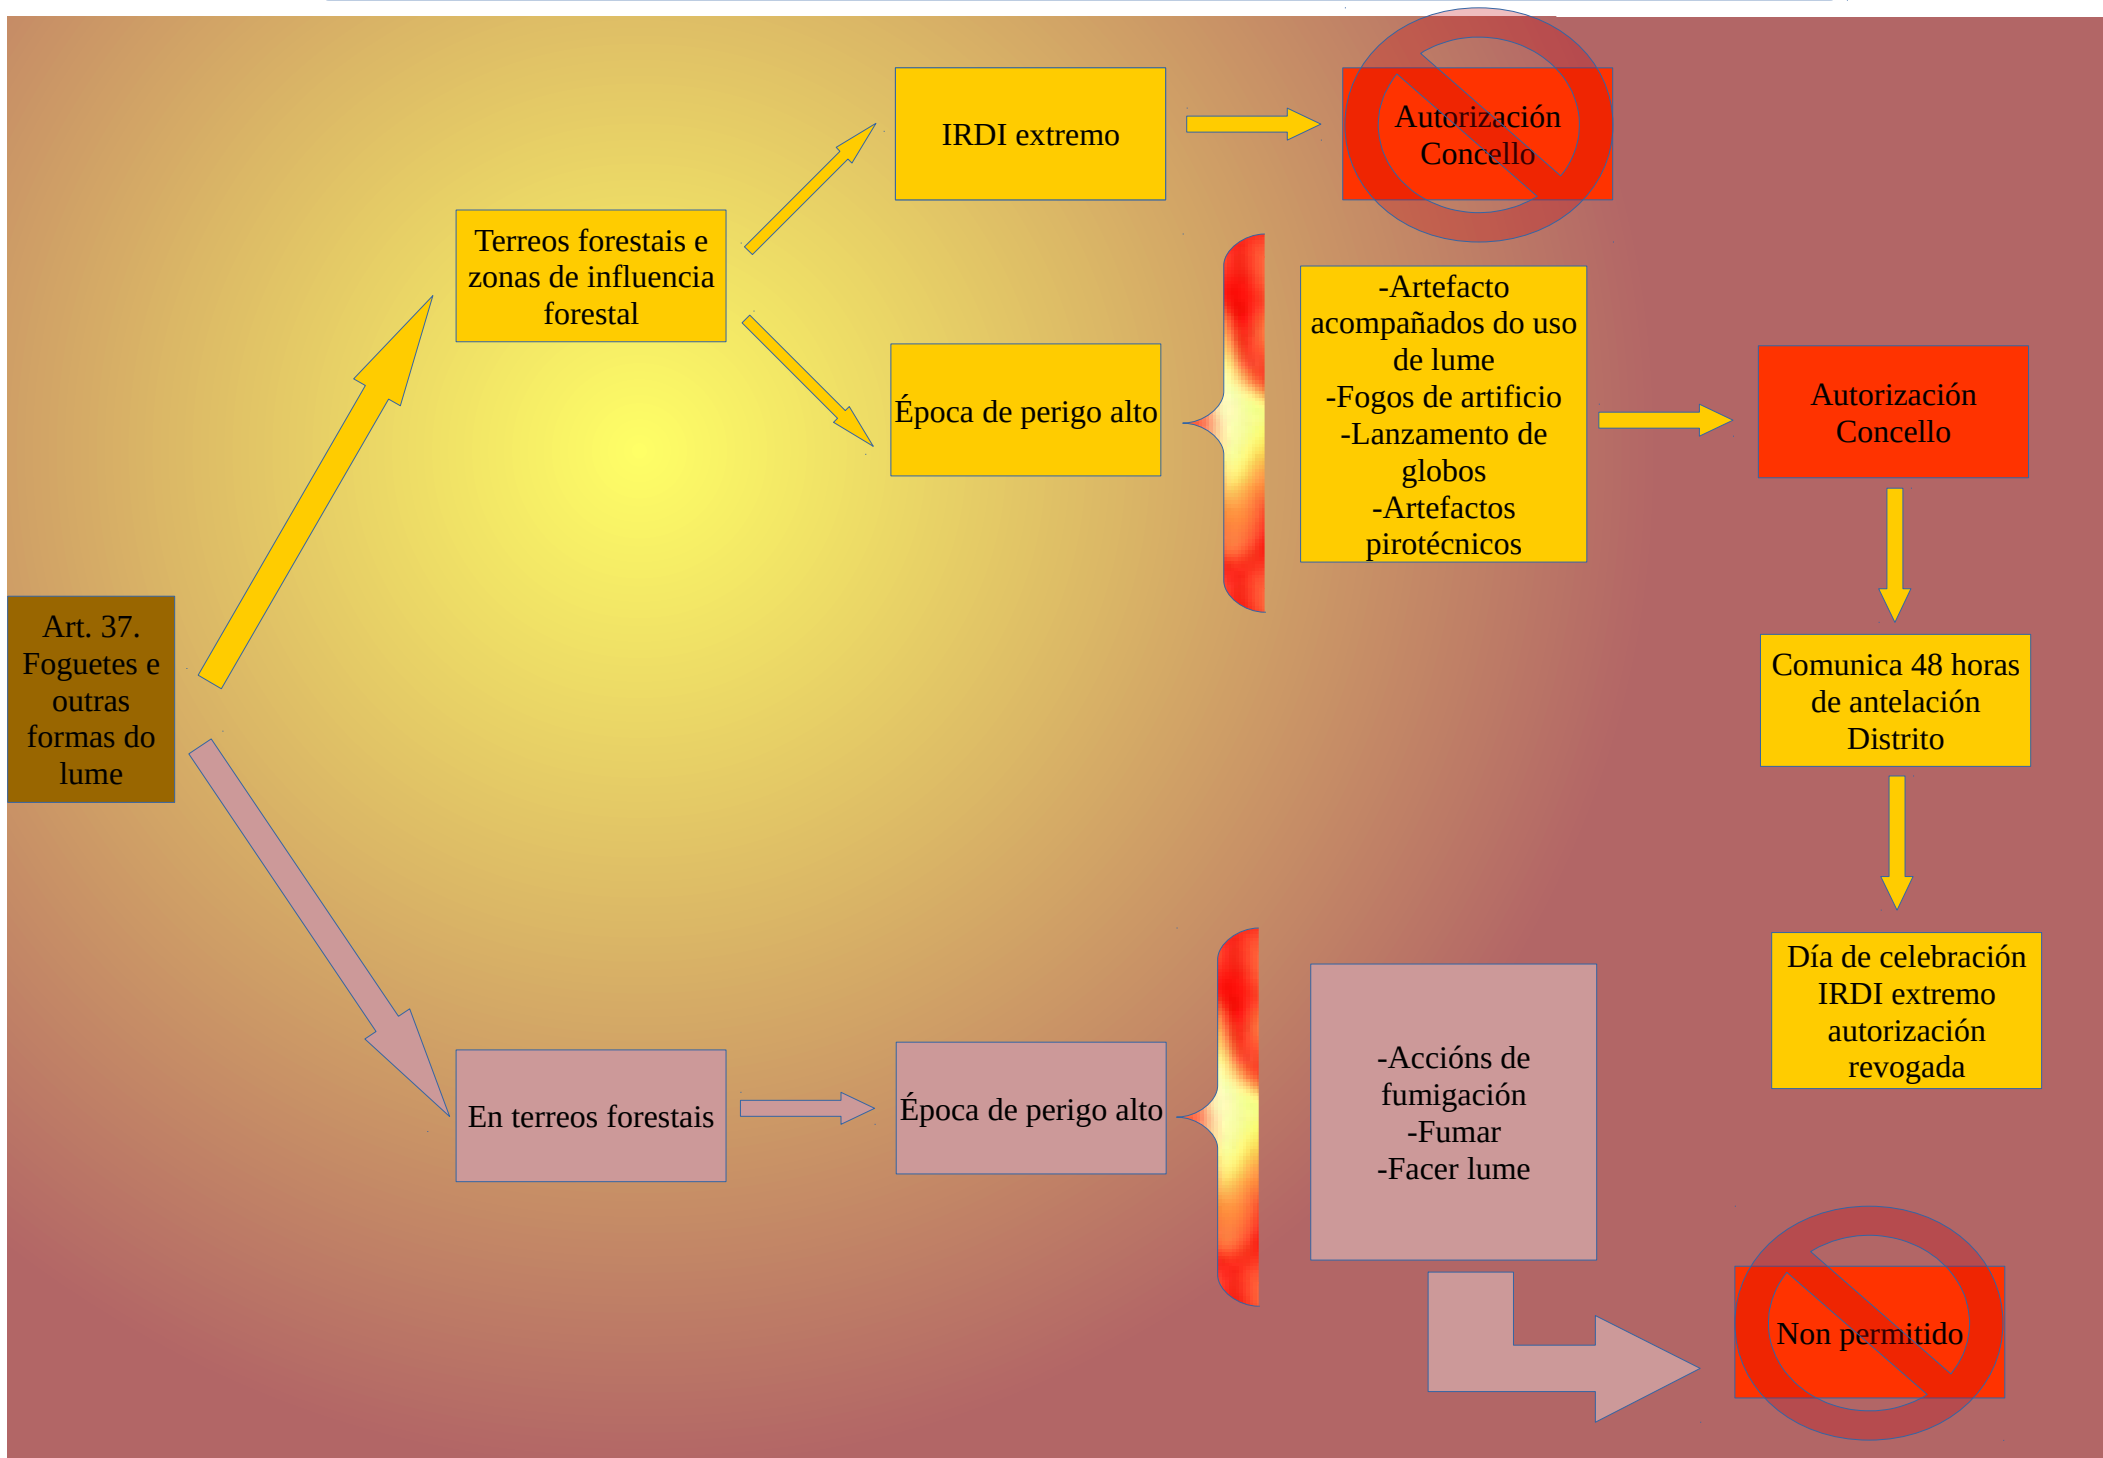 IRDI extremo
Autorización
Concello
Terreos forestais e
zonas de influencia
forestal
Época de perigo alto
-Artefacto
acompañados do uso
de lume
-Fogos de artificio
-Lanzamento de
globos
-Artefactos
pirotécnicos
Autorización
Concello
Comunica 48 horas
de antelación
Distrito
Día de celebración
IRDI extremo
autorización
revogada
Art. 37.
Foguetes e
outras
formas do
lume
En terreos forestais
Época de perigo alto
-Accións de
fumigación
-Fumar
-Facer lume
Non permitido